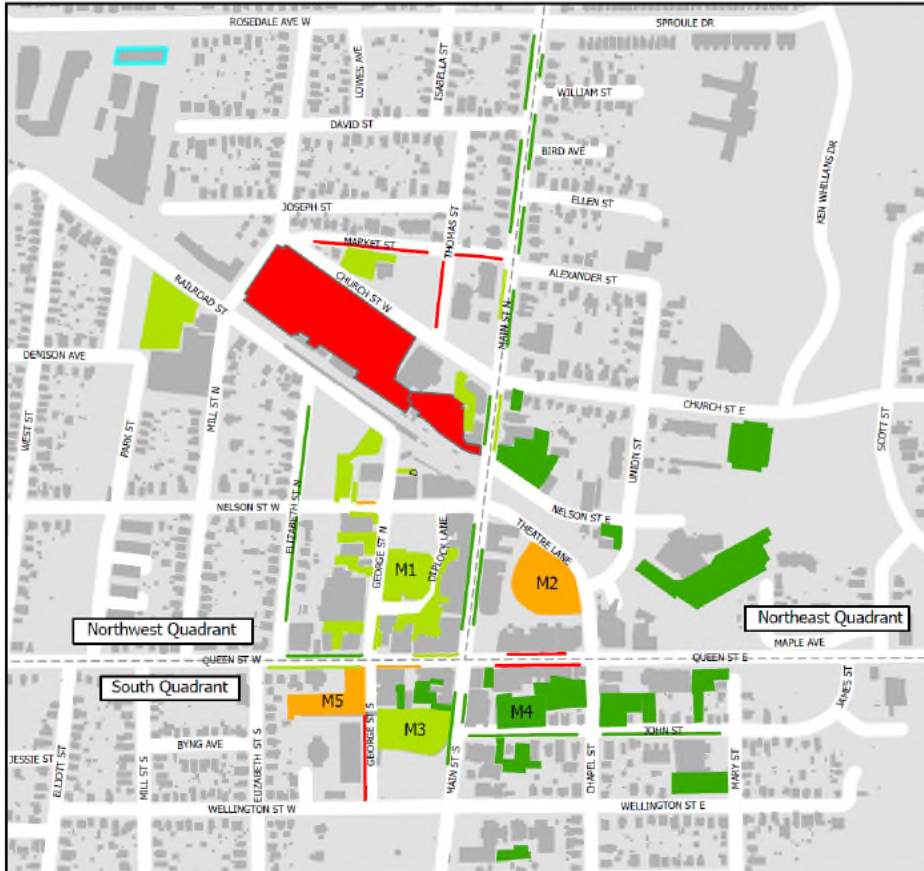 ROSEDALE AVE W
SPROULE DR
LOWES AVE
ISABELLA ST
WILLIAM ST
DAVID ST
BIRD AVE
KEN WHILLANS DR
ELLEN ST
JOSEPH ST
THOMAS ST
MARKET ST
ALEXANDER ST
CHURCH ST W
RAILROAD ST
MAIN ST N
DENISON AVE
MILL ST N
CHURCH ST E
WEST ST
PARK ST
UNION ST
SCOTT ST
D
NELSON ST W
ELIZABETH ST N
NELSON ST E
THEATRE LANE
GEORGE ST N
DIPLOCK LANE
M1
M2
Northwest Quadrant
Northeast Quadrant
MAPLE AVE
QUEEN ST W
QUEEN ST E
South Quadrant
JAMES ST
M5
M3
M4
JOHN ST
GEORGE ST S
BYNG AVE
JESSIE ST
ELLIOTT ST
MILL ST S
ELIZABETH ST S
MAIN ST S
CHAPEL ST
MARY ST
WELLINGTON ST W
WELLINGTON ST E